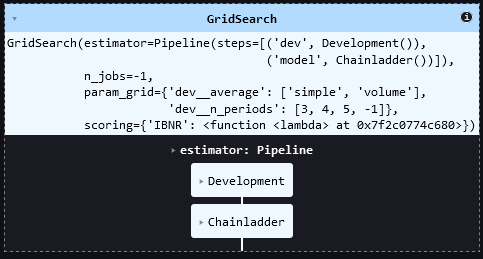 GridSearch
GridSearch(estimator=Pipeline(steps=[('dev', Development()),
                                     ('model', Chainladder())]),
           n_jobs=-1,
           param_grid={'dev__average': ['simple', 'volume'],
                       'dev__n_periods': [3, 4, 5, -1]},
           scoring={'IBNR': <function <lambda> at 0x7f2c0774c680>})
estimator: Pipeline
Development
Chainladder